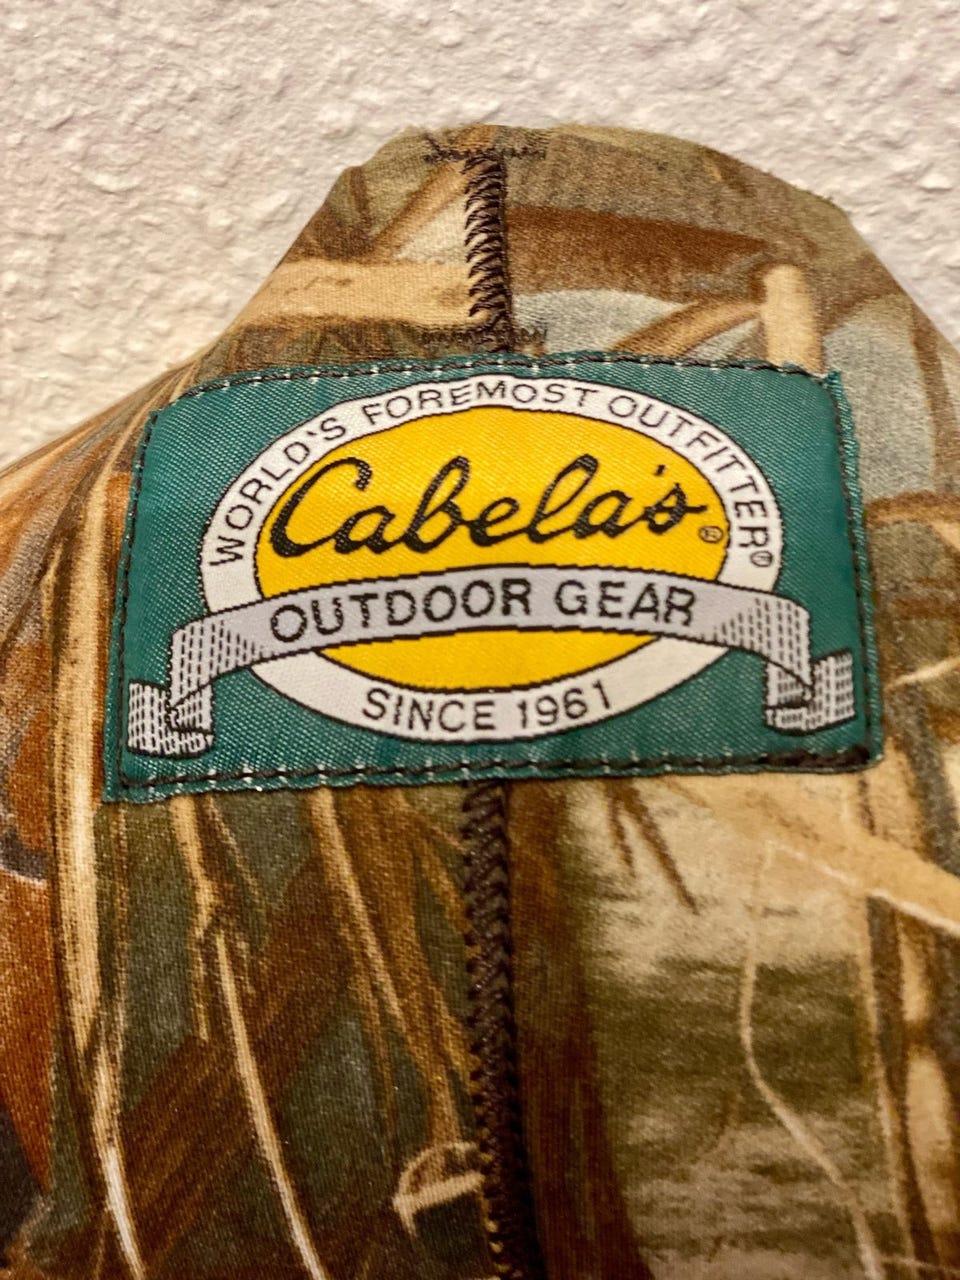 WORLD'S FOREMOST OUTFITTER®
Cabela's®
OUTDOOR GEAR
SINCE 1961